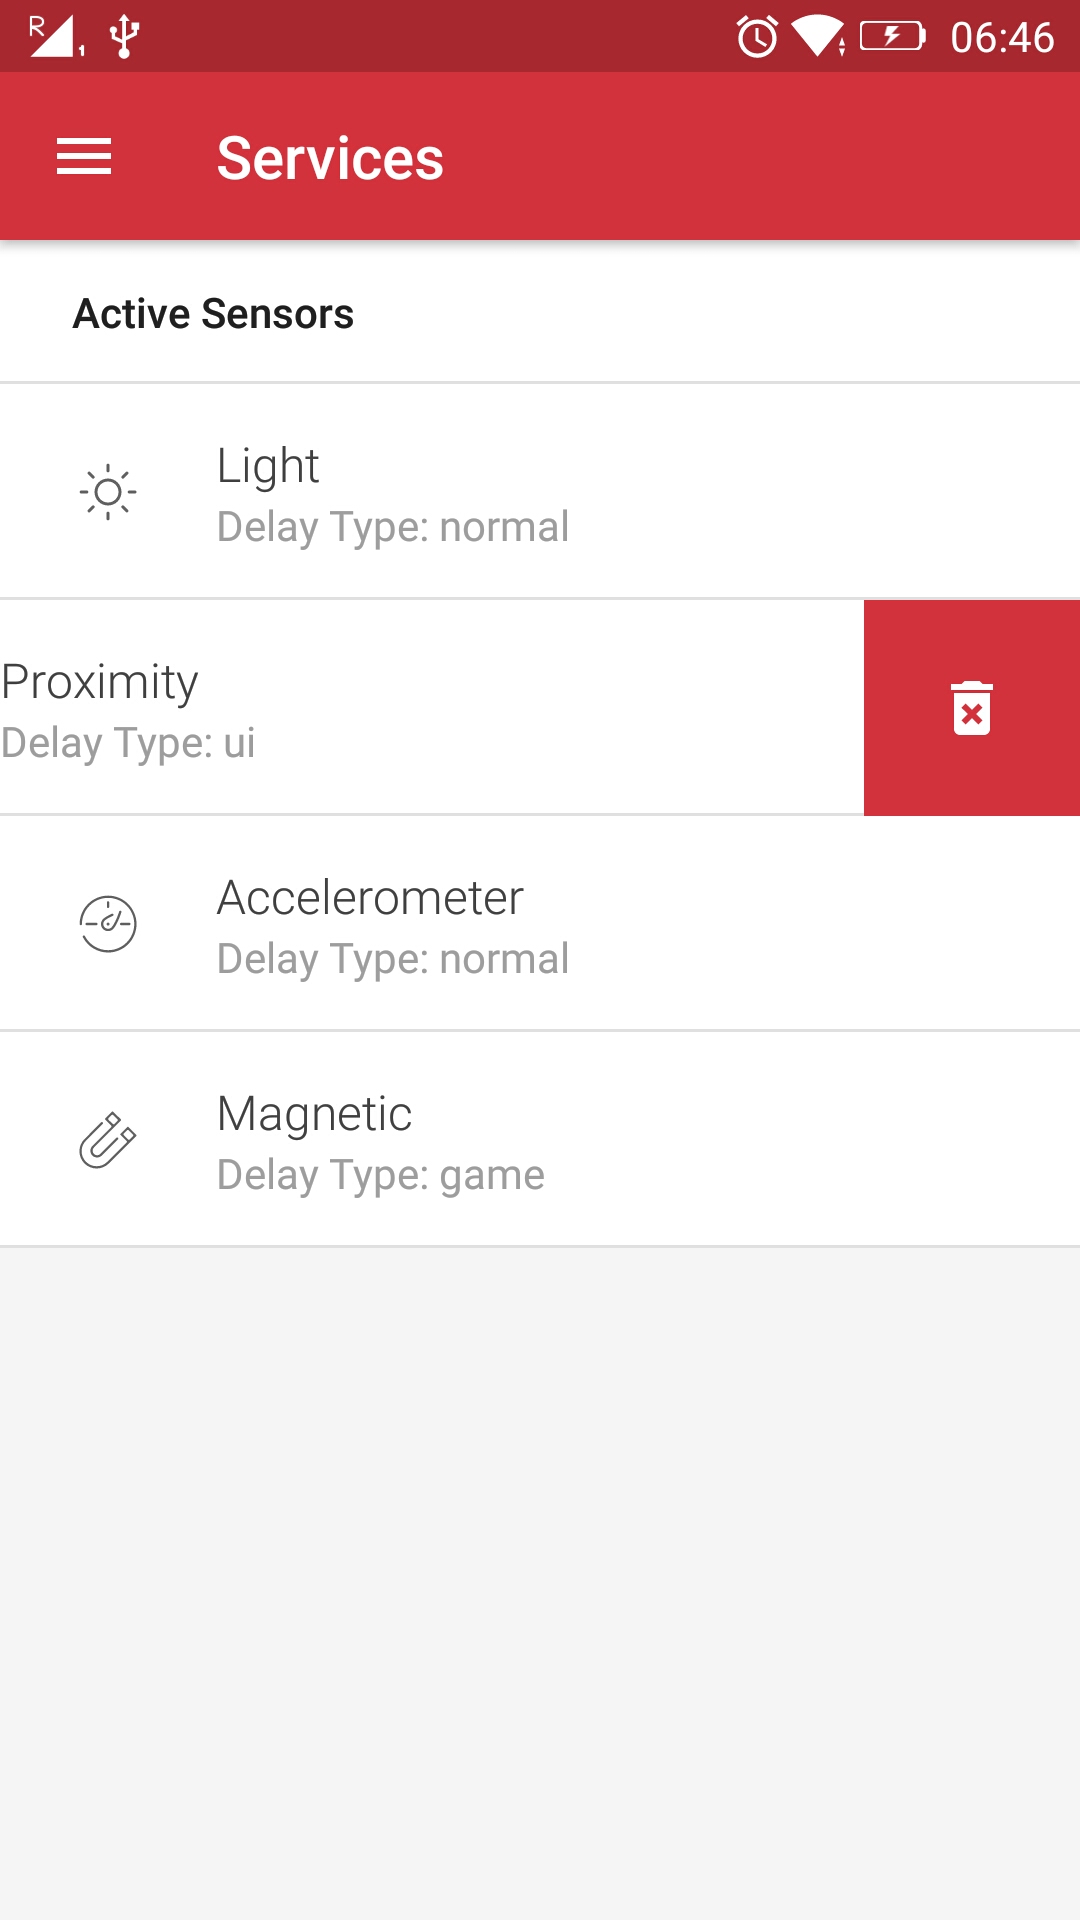 R
1
06:46
Services
Active Sensors
Light
Delay Type: normal
Proximity
Delay Type: ui
Accelerometer
Delay Type: normal
Magnetic
Delay Type: game